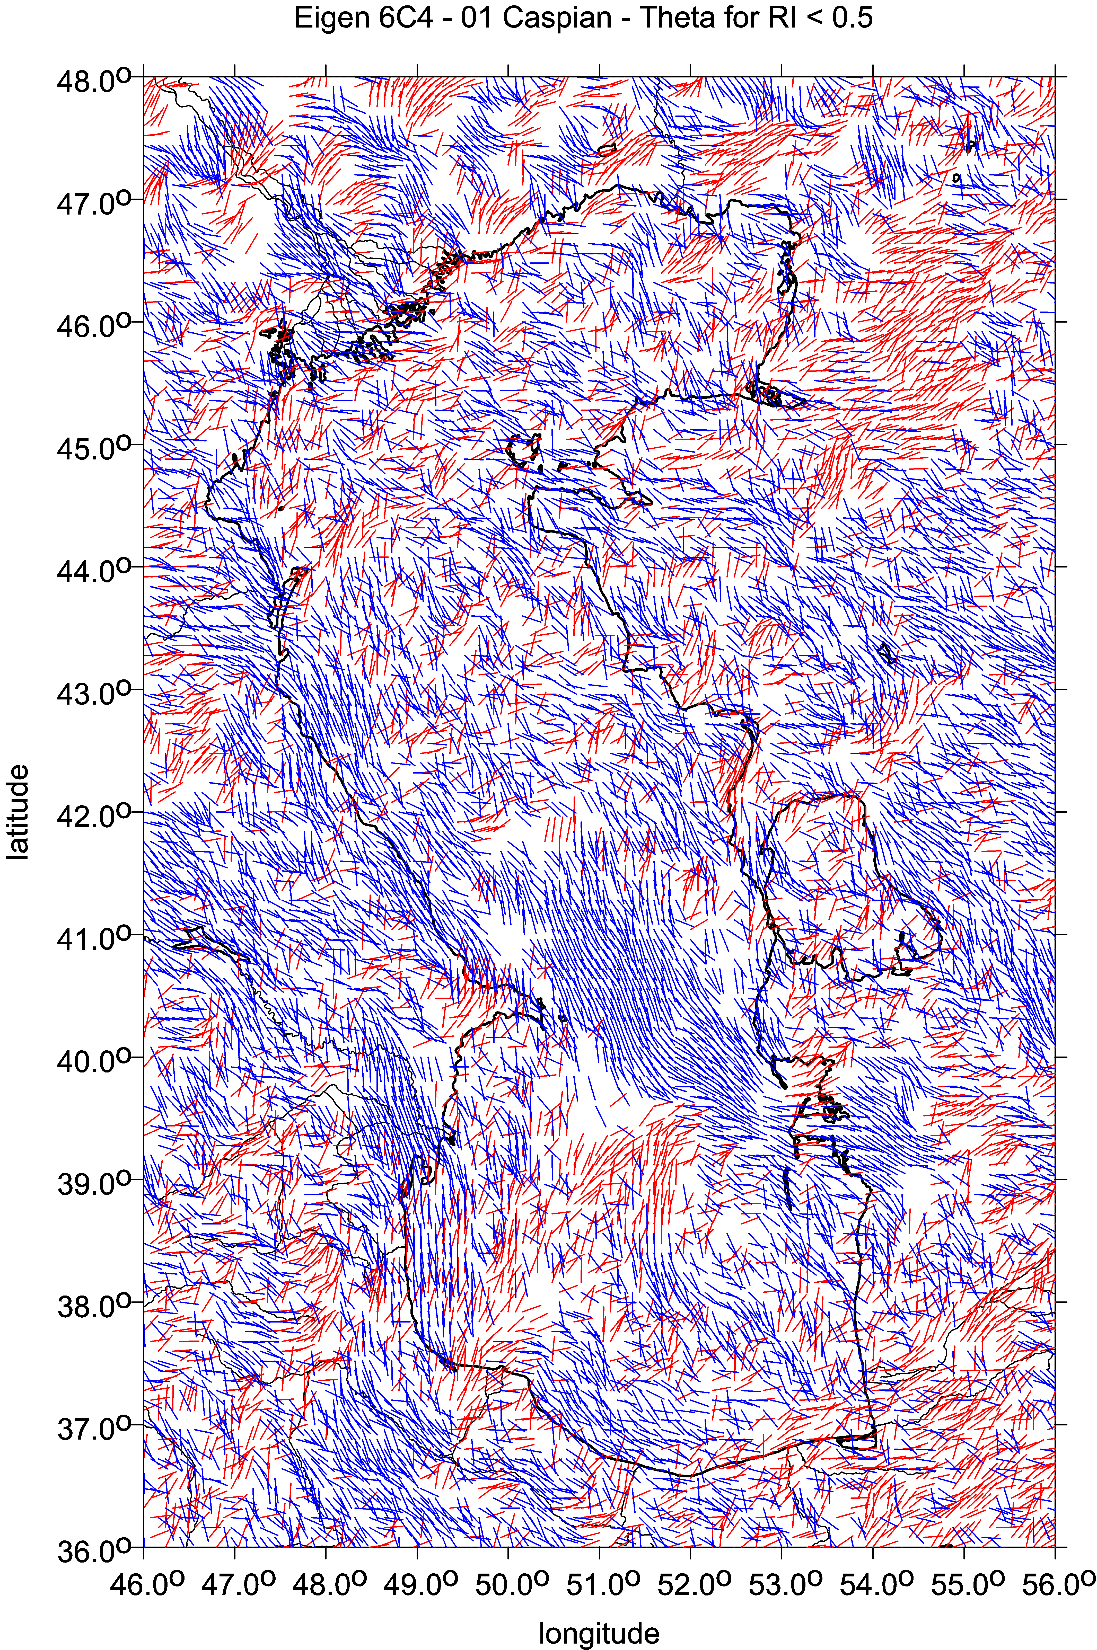 Eigen 6C4 - 01 Caspian - Theta for RI < 0.5
48.0º
47.0º
46.0º
45.0º
44.0º
43.0º
42.0º
41.0º
40.0º
39.0º
38.0º
37.0º
36.0º
latitude
46.0º 47.0º 48.0º 49.0º 50.0º 51.0º 52.0º 53.0º 54.0º 55.0º 56.0º
longitude